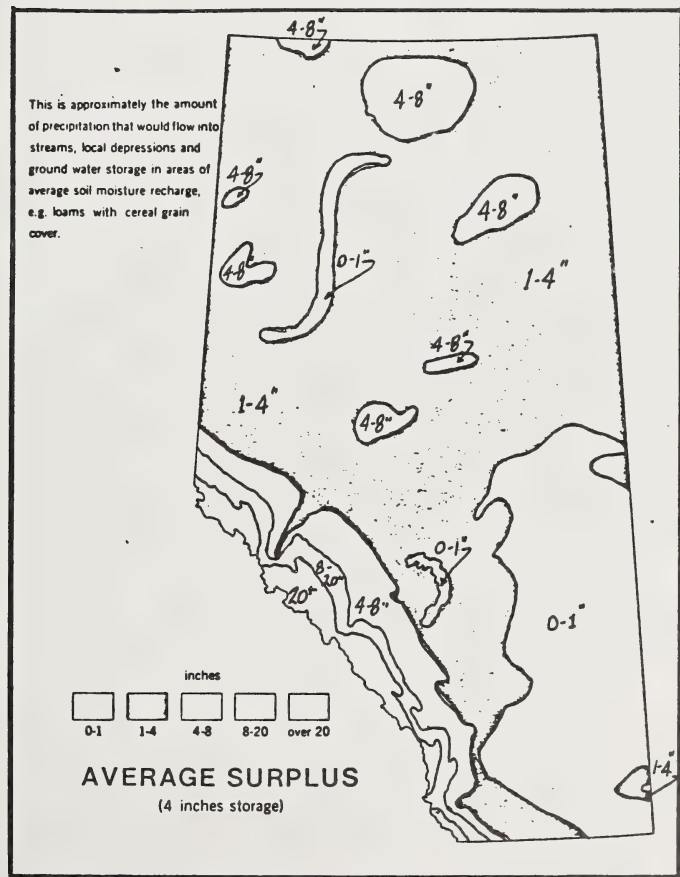 4-8"
This is approximately the amount
of precipitation that would flow into
streams, local depressions and
ground water storage in areas of
average soil moisture recharge,
e.g. loams with cereal grain
cover.
4-8"
4-8"
4-8"
4-8"
0-1"
1-4"
4-8"
1-4"
4-8"
0-1"
8-20"
20+
4-8"
0-1"
inches
0-1 1-4 4-8 8-20 over 20
1-4"
AVERAGE SURPLUS
(4 inches storage)